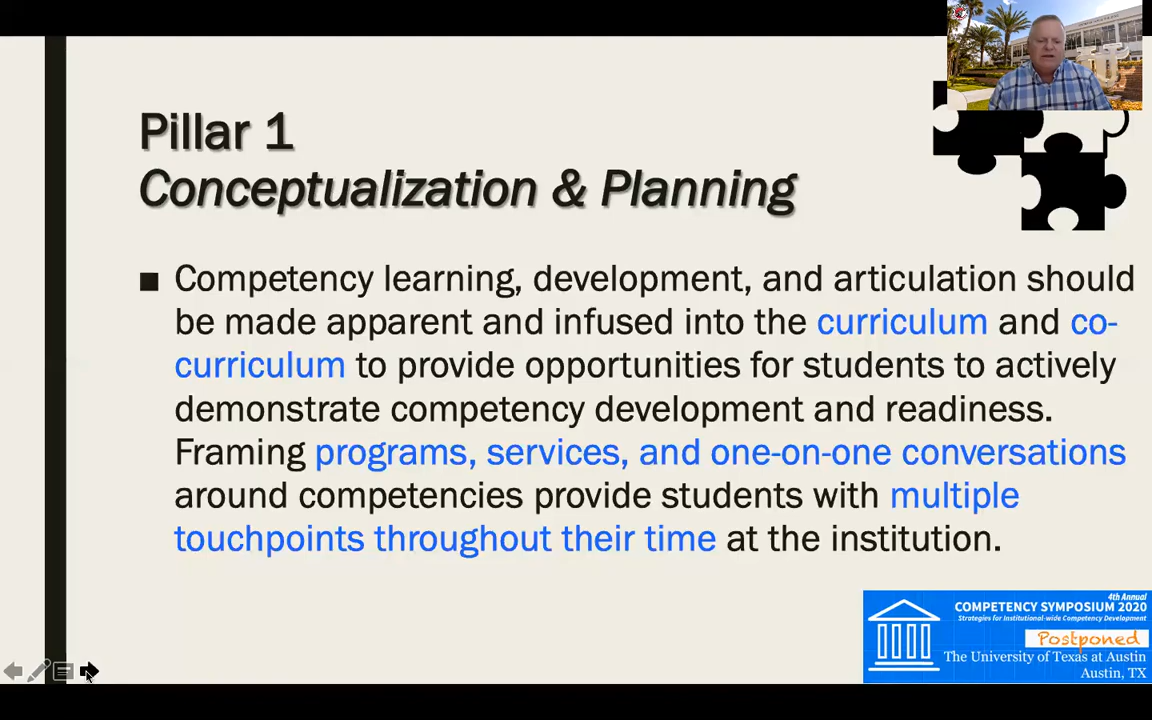 Pillar 1
Conceptualization & Planning
Competency learning, development, and articulation should
be made apparent and infused into the curriculum and co-
curriculum to provide opportunities for students to actively
demonstrate competency development and readiness.
Framing programs, services, and one-on-one conversations
around competencies provide students with multiple
touchpoints throughout their time at the institution.
4th Annual
COMPETENCY SYMPOSIUM 2020
Strategies for Institutional-wide Competency Development
Postponed
The University of Texas at Austin
Austin, TX